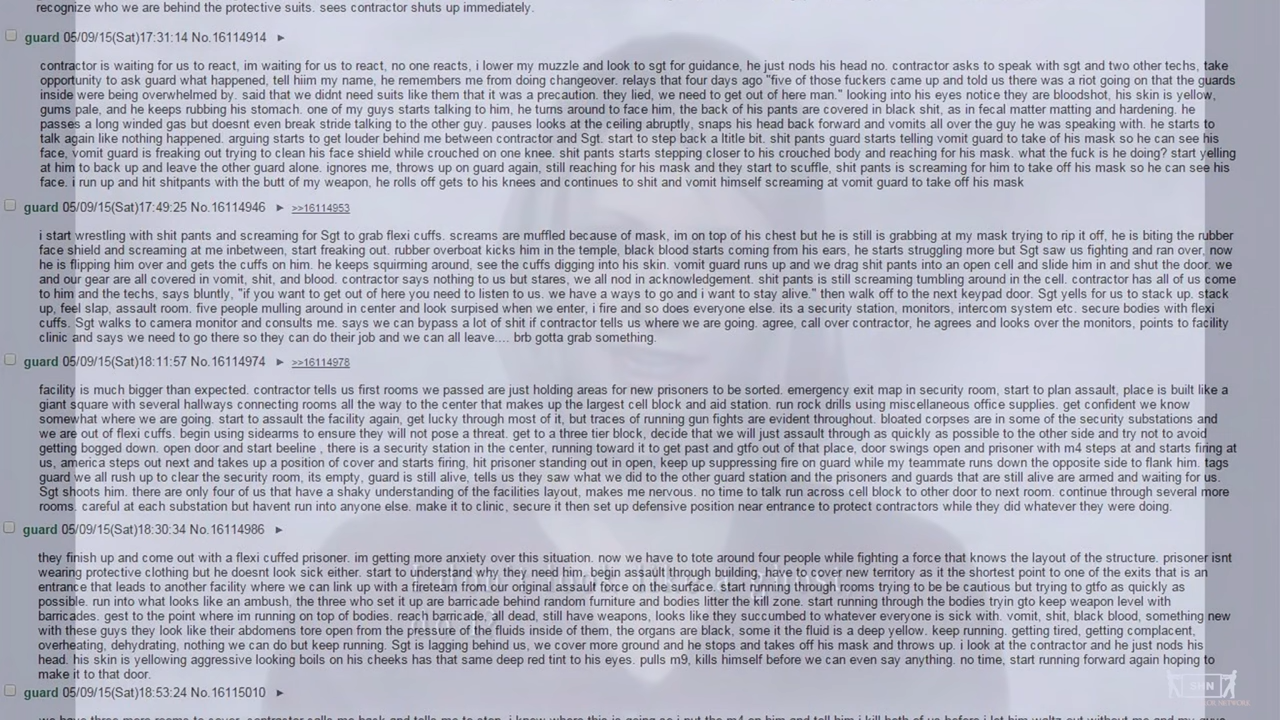 recognize who we are behind the protective suits. sees contractor shuts up immediately.
guard 05/09/15(Sat)17:31:14 No.16114914 ►
contractor is waiting for us to react, im waiting for us to react, no one reacts, i lower my muzzle and look to sgt for guidance, he just nods his head no. contractor asks to speak with sgt and two other techs, take
opportunity to ask guard what happened, tell hiim my name, he remembers me from doing changeover. relays that four days ago "five of those fuckers came up and told us there was a riot going on that the guards
inside were being overwhelmed by. said that we didnt need suits like them that it was a precaution. they lied, we need to get out of here man." looking into his eyes notice they are bloodshot, his skin is yellow,
gums pale, and he keeps rubbing his stomach. one of my guys starts talking to him, he turns around to face him, the back of his pants are covered in black shit, as in fecal matter matting and hardening. he
passes a long winded gas but doesnt even break stride talking to the other guy. pauses looks at the ceiling abruptly, snaps his head back forward and vomits all over the guy he was speaking with. he starts to
talk again like nothing happened. arguing starts to get louder behind me between contractor and Sgt. start to step back a ltitle bit. shit pants guard starts telling vomit guard to take of his mask so he can see his
face, vomit guard is freaking out trying to clean his face shield while crouched on one knee. shit pants starts stepping closer to his crouched body and reaching for his mask. what the fuck is he doing? start yelling
at him to back up and leave the other guard alone. ignores me, throws up on guard again, still reaching for his mask and they start to scuffle, shit pants is screaming for him to take off his mask so he can see his
face. i run up and hit shitpants with the butt of my weapon, he rolls off gets to his knees and continues to shit and vomit himself screaming at vomit guard to take off his mask
guard 05/09/15(Sat)17:49:25 No.16114946 ► >>16114953
i start wrestling with shit pants and screaming for Sgt to grab flexi cuffs. screams are muffled because of mask, im on top of his chest but he is still is grabbing at my mask trying to rip it off, he is biting the rubber
face shield and screaming at me inbetween, start freaking out. rubber overboat kicks him in the temple, black blood starts coming from his ears, he starts struggling more but Sgt saw us fighting and ran over, now
he is flipping him over and gets the cuffs on him. he keeps squirming around, see the cuffs digging into his skin. vomit guard runs up and we drag shit pants into an open cell and slide him in and shut the door. we
and our gear are all covered in vomit, shit, and blood. contractor says nothing to us but stares, we all nod in acknowledgement. shit pants is still screaming tumbling around in the cell. contractor has all of us come
to him and the techs, says bluntly, "if you want to get out of here you need to listen to us. we have a ways to go and i want to stay alive." then walk off to the next keypad door. Sgt yells for us to stack up. stack
up, feel slap, assault room. five people mulling around in center and look surprised when we enter, i fire and so does everyone else. its a security station, monitors, intercom system etc. secure bodies with flexi
cuffs. Sgt walks to camera monitor and consults me. says we can bypass a lot of shit if contractor tells us where we are going. agree, call over contractor, he agrees and looks over the monitors, points to facility
clinic and says we need to go there so they can do their job and we can all leave.... brb gotta grab something.
guard 05/09/15(Sat)18:11:57 No.16114974 ► >>16114978
facility is much bigger than expected. contractor tells us first rooms we passed are just holding areas for new prisoners to be sorted. emergency exit map in security room, start to plan assault, place is built like a
giant square with several hallways connecting rooms all the way to the center that makes up the largest cell block and aid station. run rock drills using miscellaneous office supplies. get confident we know
somewhat where we are going. start to assault the facility again, get lucky through most of it, but traces of running gun fights are evident throughout. bloated corpses are in some of the security substations and
we are out of flexi cuffs. begin using sidearms to ensure they will not pose a threat. get to a three tier block, decide that we will just assault through as quickly as possible to the other side and try not to avoid
getting bogged down. open door and start beeline , there is a security station in the center, running toward it to get past and gtfo out of that place, door swings open and prisoner with m4 steps at and starts firing at
us, america steps out next and takes up a position of cover and starts firing, hit prisoner standing out in open, keep up suppressing fire on guard while my teammate runs down the opposite side to flank him. tags
guard we all rush up to clear the security room, its empty, guard is still alive, tells us they saw what we did to the other guard station and the prisoners and guards that are still alive are armed and waiting for us.
Sgt shoots him. there are only four of us that have a shaky understanding of the facilities layout, makes me nervous. no time to talk run across cell block to other door to next room. continue through several more
rooms. careful at each substation but havent run into anyone else. make it to clinic, secure it then set up defensive position near entrance to protect contractors while they did whatever they were doing.
guard 05/09/15(Sat)18:30:34 No.16114986 ►
they finish up and come out with a flexi cuffed prisoner. im getting more anxiety over this situation. now we have to tote around four people while fighting a force that knows the layout of the structure. prisoner isnt
wearing protective clothing but he doesnt look sick either. start to understand why they need him. begin assault through building, have to cover new territory as it the shortest point to one of the exits that is an
entrance that leads to another facility where we can link up with a fireteam from our original assault force on the surface. start running through rooms trying to be be cautious but trying to gtfo as quickly as
possible. run into what looks like an ambush, the three who set it up are barricade behind random furniture and bodies litter the kill zone. start running through the bodies tryin gto keep weapon level with
barricades. gest to the point where im running on top of bodies. reach barricade, all dead, still have weapons, looks like they succumbed to whatever everyone is sick with. vomit, shit, black blood, something new
with these guys they look like their abdomens tore open from the pressure of the fluids inside of them, the organs are black, some it the fluid is a deep yellow. keep running. getting tired, getting complacent,
overheating, dehydrating, nothing we can do but keep running. Sgt is lagging behind us, we cover more ground and he stops and takes off his mask and throws up. i look at the contractor and he just nods his
head. his skin is yellowing aggressive looking boils on his cheeks has that same deep red tint to his eyes. pulls m9, kills himself before we can even say anything. no time, start running forward again hoping to
make it to that door.
SHN
guard 05/09/15(Sat)18:53:24 No.16115010 ►